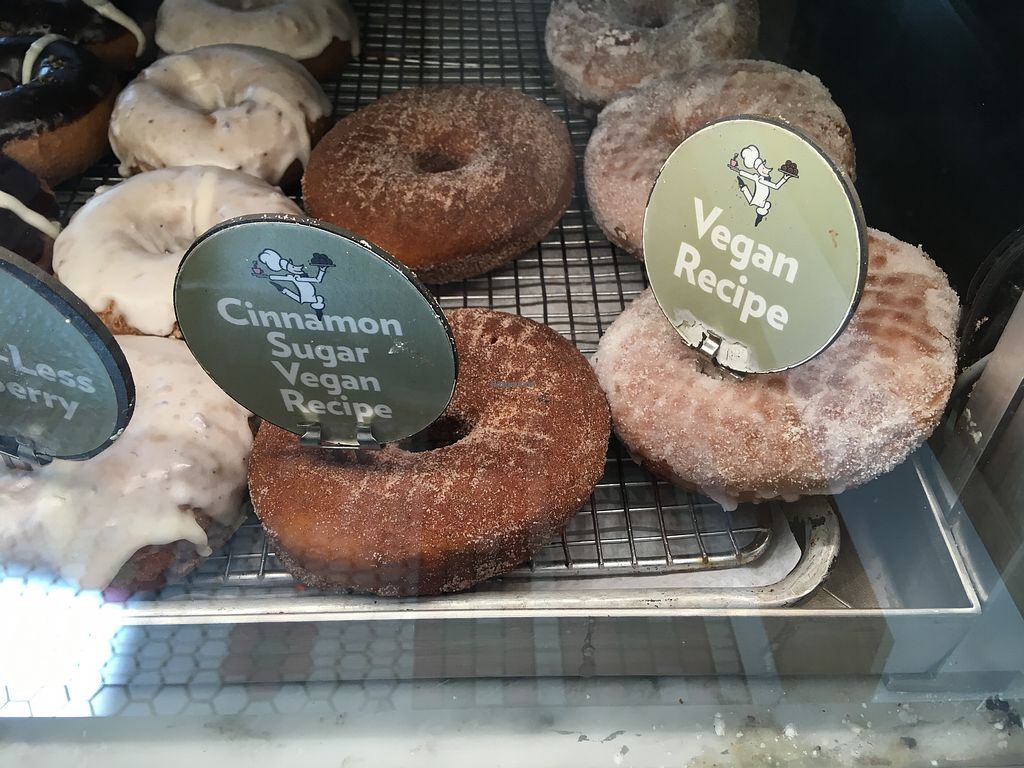 -Less
erry
Cinnamon
Sugar
Vegan
Recipe
Vegan
Recipe